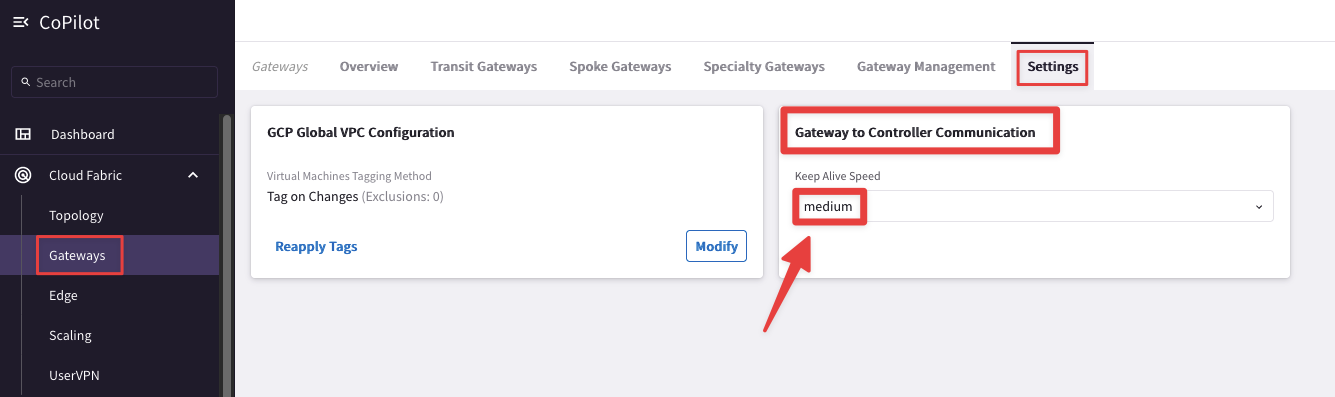 CoPilot
Search
Dashboard
Cloud Fabric
Topology
Gateways
Edge
Scaling
UserVPN
Gateways Overview Transit Gateways Spoke Gateways Specialty Gateways Gateway Management Settings
GCP Global VPC Configuration
Virtual Machines Tagging Method
Tag on Changes (Exclusions: 0)
Reapply Tags Modify
Gateway to Controller Communication
Keep Alive Speed
medium